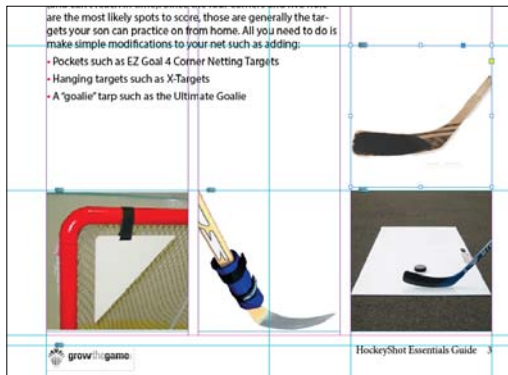 are the most likely spots to score, those are generally the tar-
gets your son can practice on from home. All you need to do is
make simple modifications to your net such as adding:
• Pockets such as EZ Goal 4 Corner Netting Targets
• Hanging targets such as X-Targets
• A "goalie" tarp such as the Ultimate Goalie
growthegame
HockeyShot Essentials Guide 3